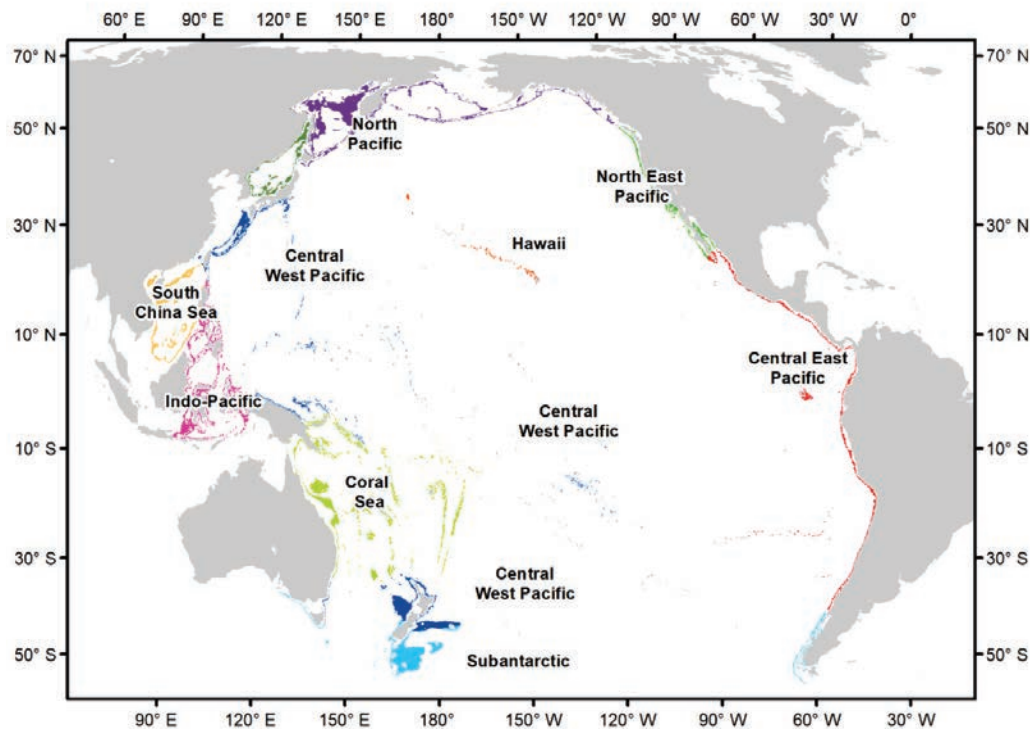 60° E 90° E 120° E 150° E 180° 150° W 120° W 90° W 60° W 30° W 0°
70° N 70° N
50° N 50° N
North
Pacific
North East
Pacific
30° N 30° N
Hawaii
Central
West Pacific
South
China Sea
10° N 10° N
Central East
Pacific
Indo-Pacific
Central
West Pacific
10° S 10° S
Coral
Sea
30° S 30° S
Central
West Pacific
50° S 50° S
Subantarctic
90° E 120° E 150° E 180° 150° W 120° W 90° W 60° W 30° W